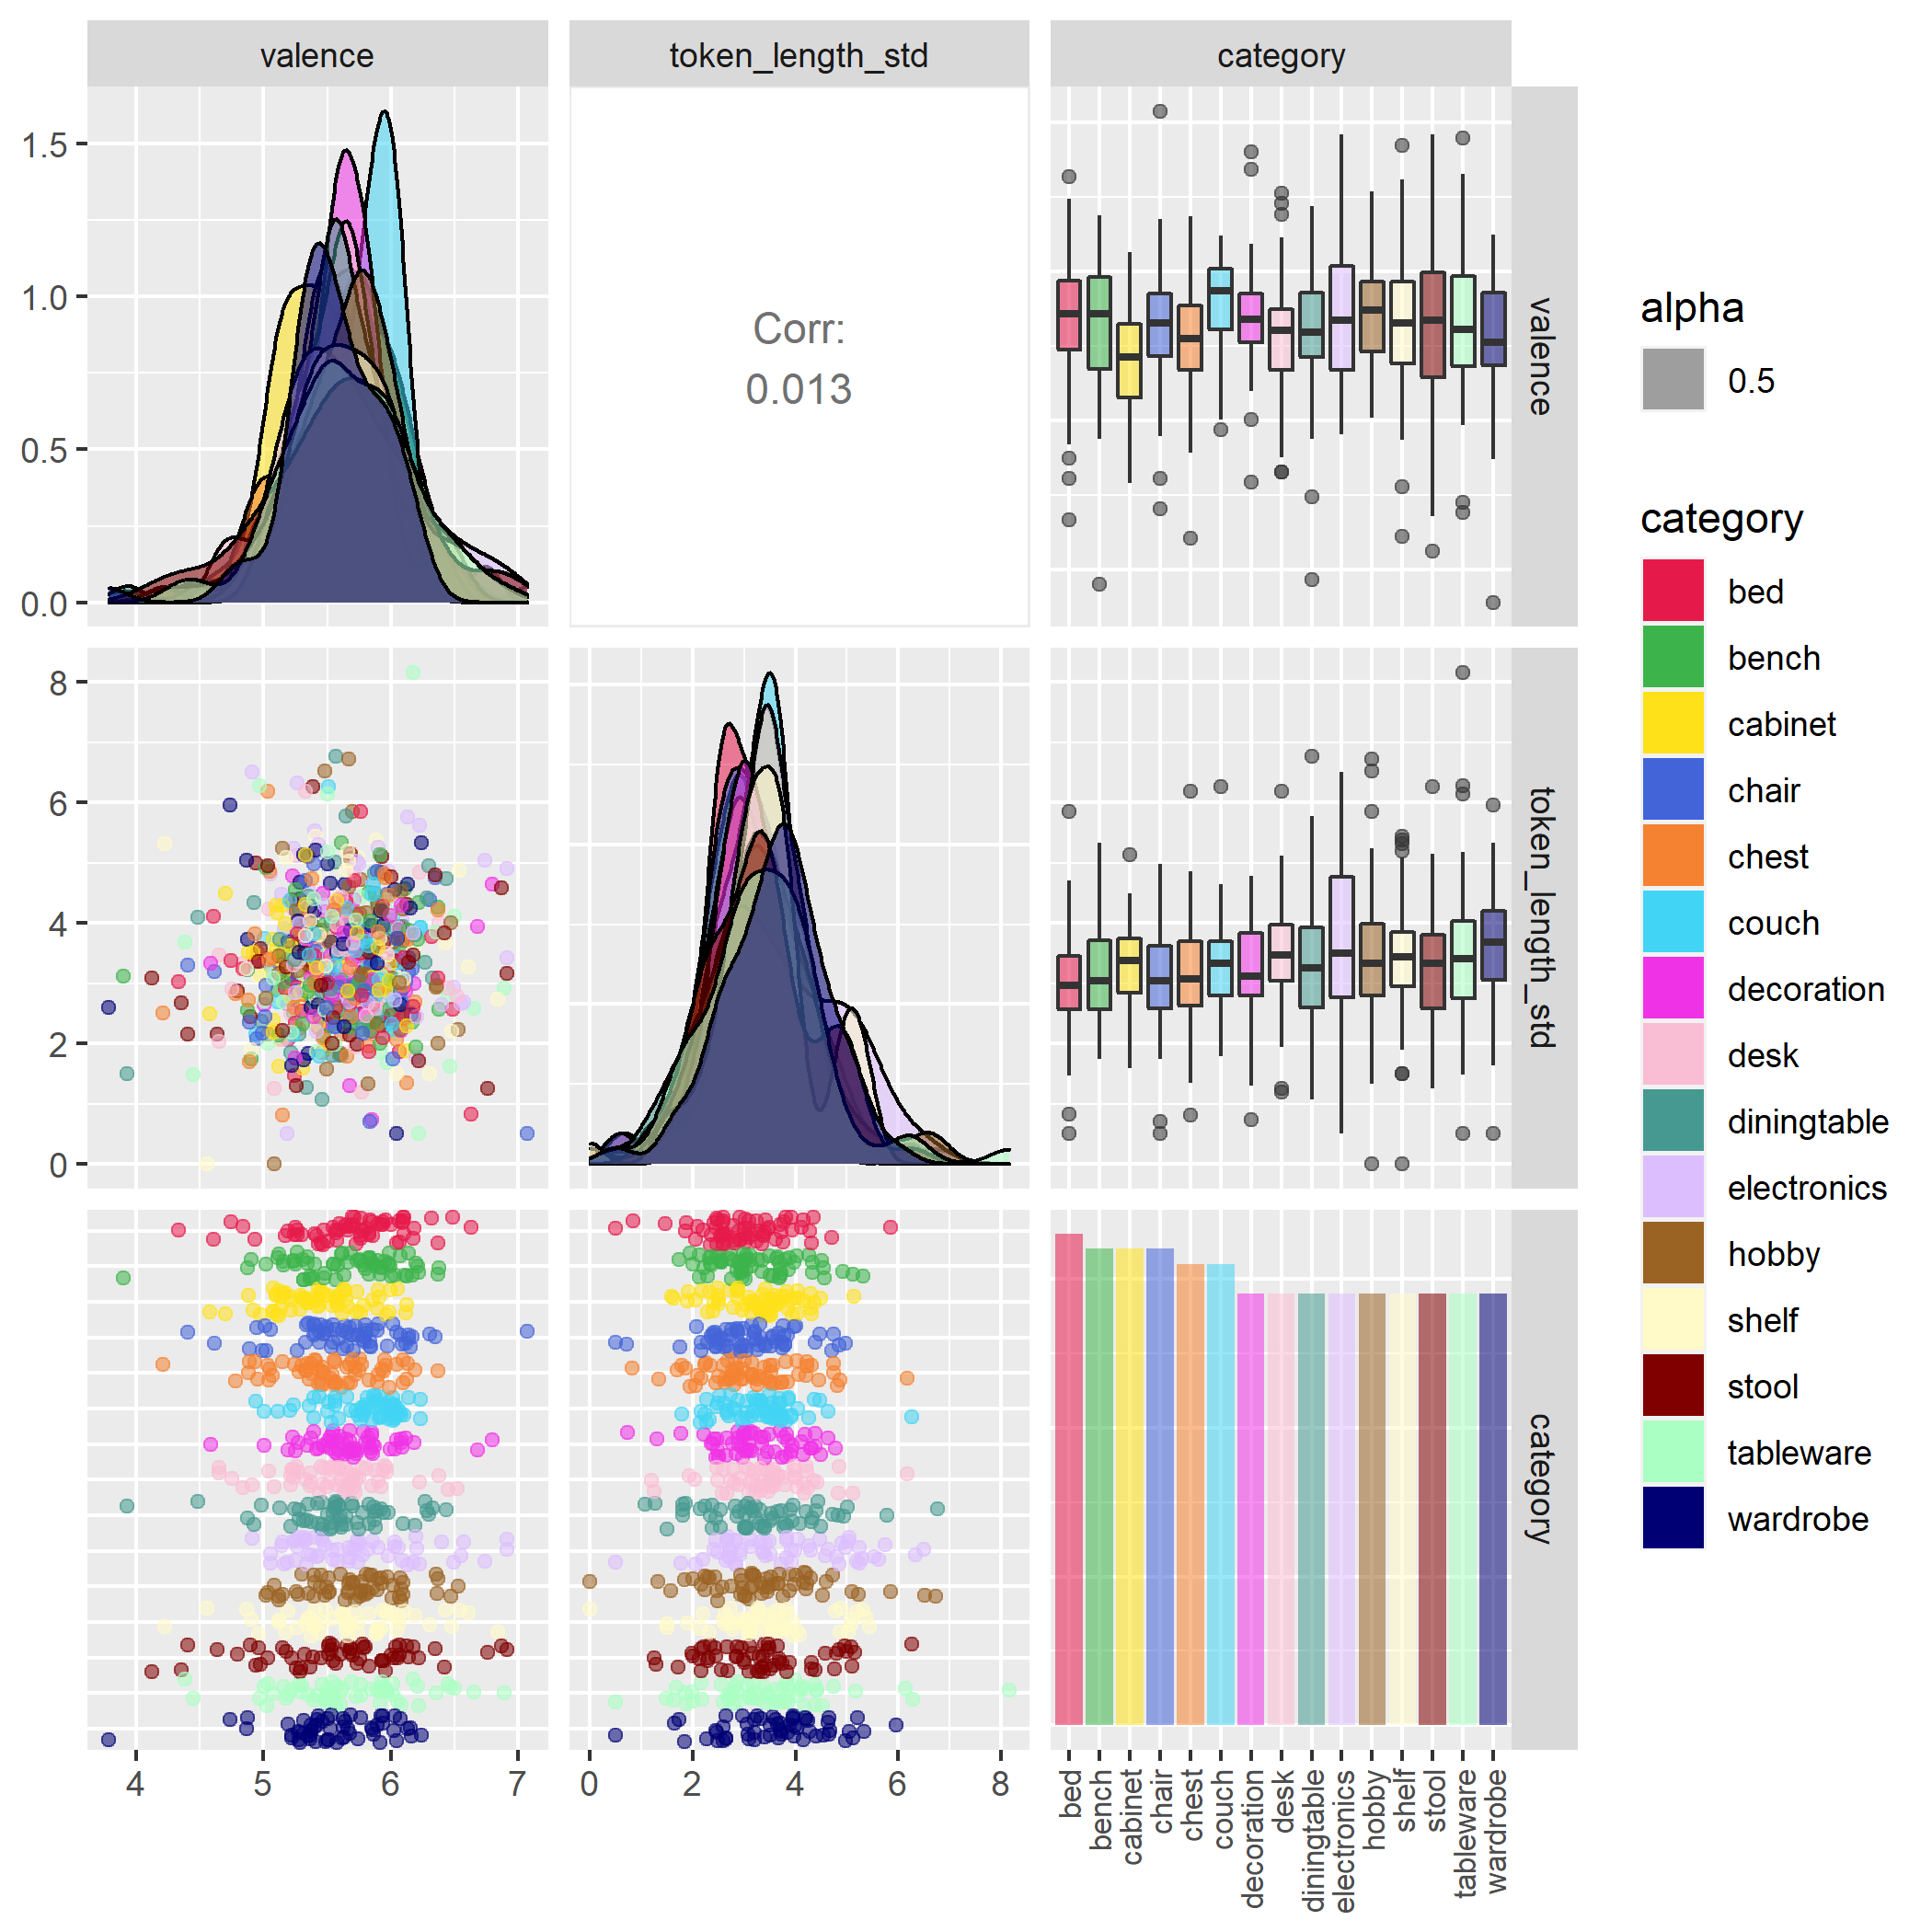 valence
token_length_std
category
1.5
1.0
0.5
0.0
Corr:
0.013
valence
8
6
4
2
0
token_length_std
category
4
5
6
7
0
2
4
6
8
bed
bench
cabinet
chair
chest
couch
decoration
desk
diningtable
electronics
hobby
shelf
stool
tableware
wardrobe
alpha
0.5
category
bed
bench
cabinet
chair
chest
couch
decoration
desk
diningtable
electronics
hobby
shelf
stool
tableware
wardrobe